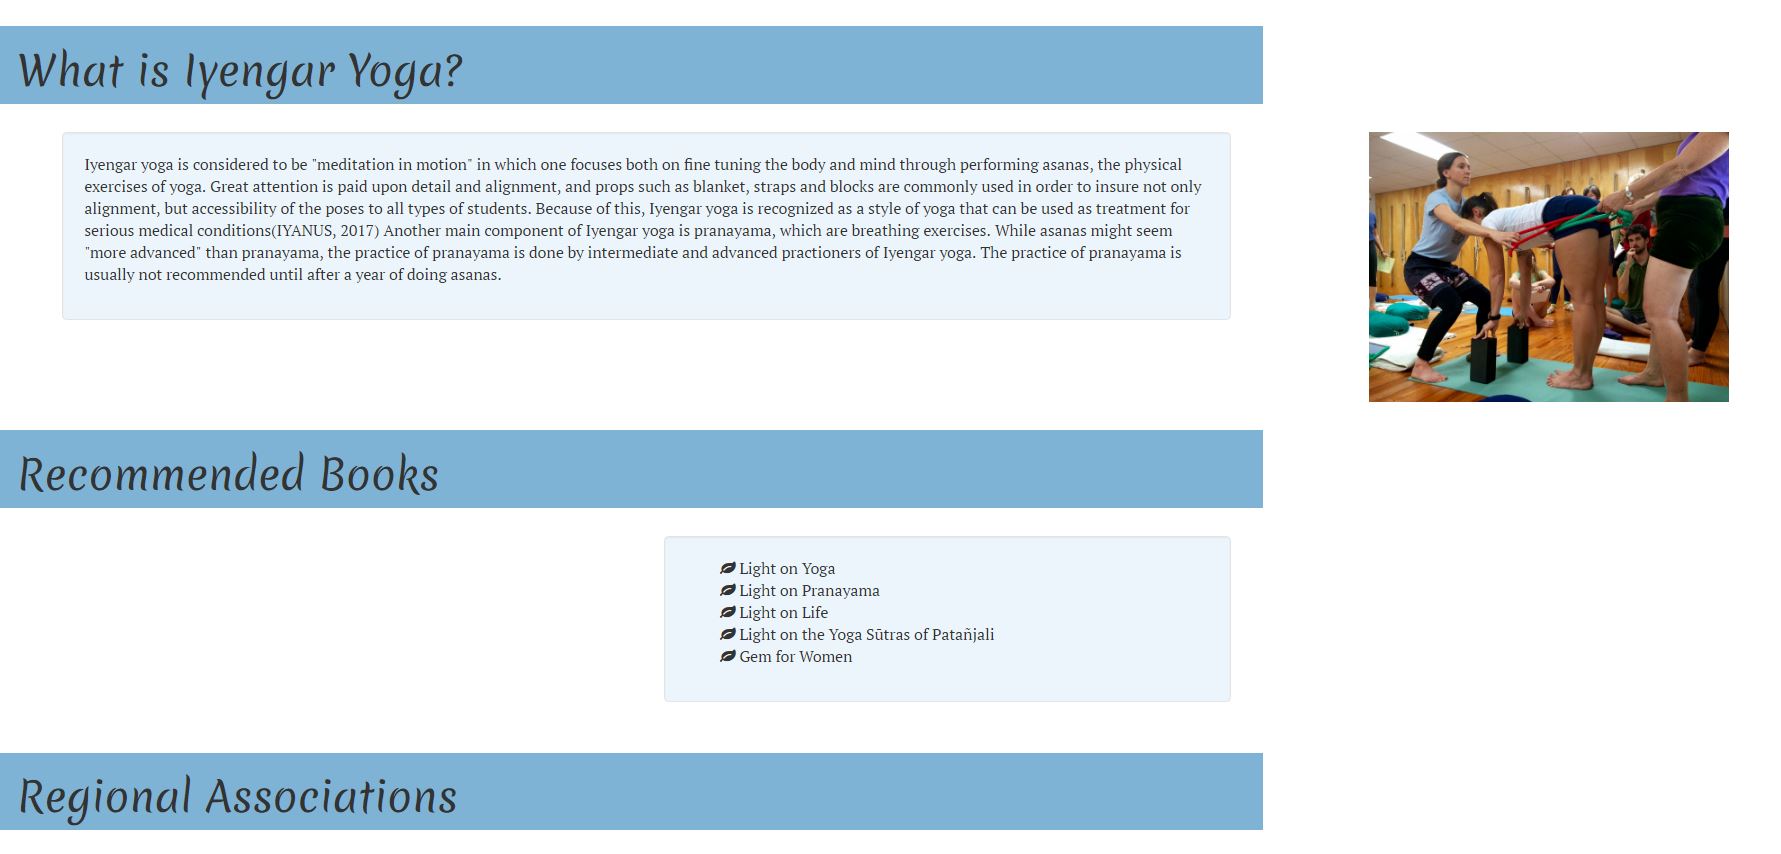 What is Iyengar Yoga?
Iyengar yoga is considered to be "meditation in motion" in which one focuses both on fine tuning the body and mind through performing asanas, the physical
exercises of yoga. Great attention is paid upon detail and alignment, and props such as blanket, straps and blocks are commonly used in order to insure not only
alignment, but accessibility of the poses to all types of students. Because of this, Iyengar yoga is recognized as a style of yoga that can be used as treatment for
serious medical conditions(IYANUS, 2017) Another main component of Iyengar yoga is pranayama, which are breathing exercises. While asanas might seem
"more advanced" than pranayama, the practice of pranayama is done by intermediate and advanced practioners of Iyengar yoga. The practice of pranayama is
usually not recommended until after a year of doing asanas.
Recommended Books
Light on Yoga
Light on Pranayama
Light on Life
Light on the Yoga Sūtras of Patañjali
Gem for Women
Regional Associations